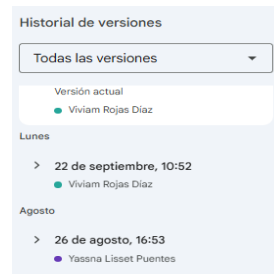 Historial de versiones
Todas las versiones
Versión actual
Viviam Rojas Díaz
Lunes
22 de septiembre, 10:52
Viviam Rojas Díaz
Agosto
26 de agosto, 16:53
Yassna Lisset Puentes